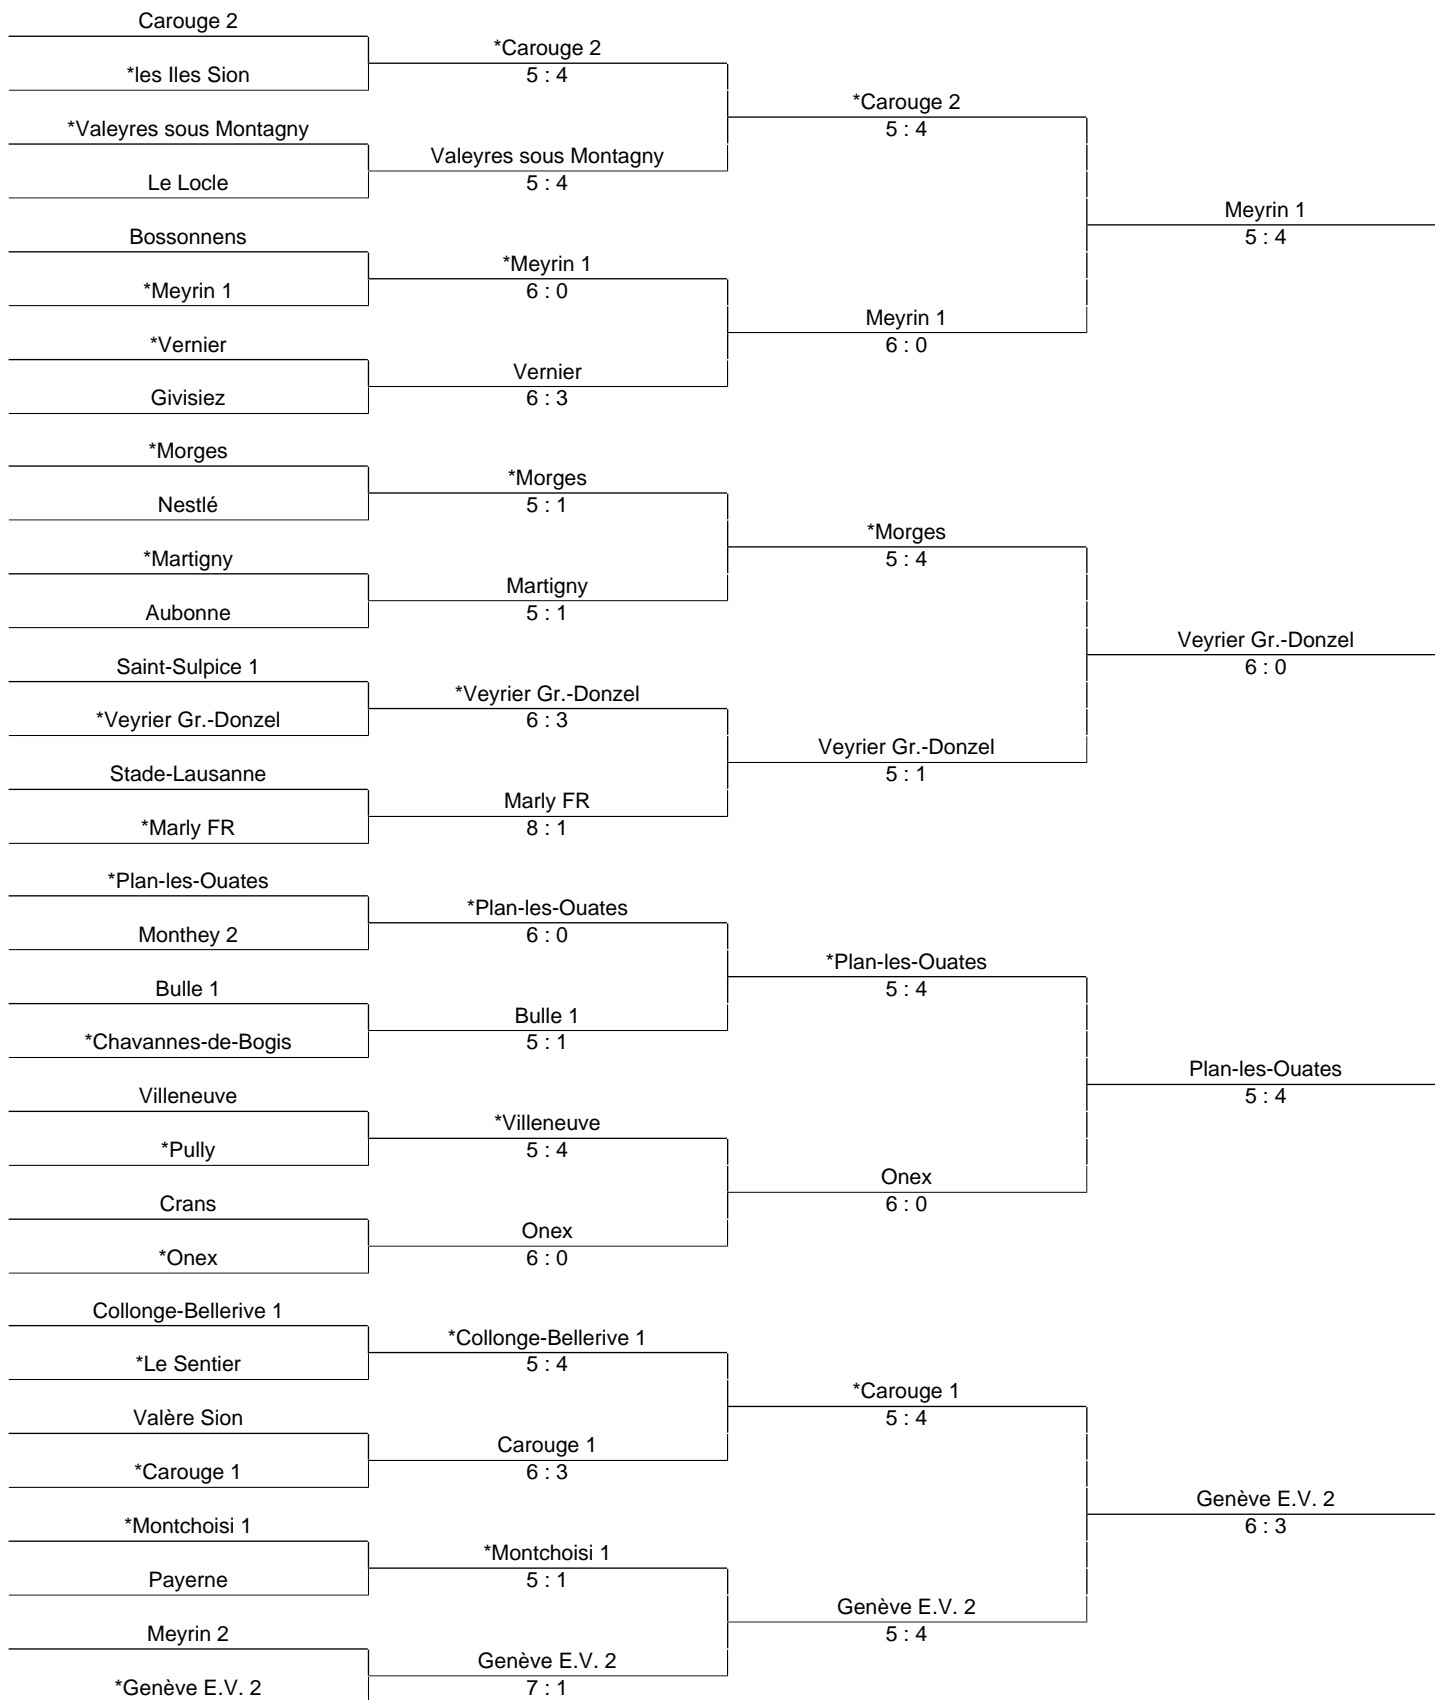 Carouge 2
*Carouge 2
*les Iles Sion
5 : 4
*Carouge 2
*Valeyres sous Montagny
5 : 4
Valeyres sous Montagny
Le Locle
5 : 4
Meyrin 1
Bossonnens
5 : 4
*Meyrin 1
*Meyrin 1
6 : 0
Meyrin 1
*Vernier
6 : 0
Vernier
Givisiez
6 : 3
*Morges
*Morges
Nestlé
5 : 1
*Morges
*Martigny
5 : 4
Martigny
Aubonne
5 : 1
Veyrier Gr.-Donzel
Saint-Sulpice 1
6 : 0
*Veyrier Gr.-Donzel
*Veyrier Gr.-Donzel
6 : 3
Veyrier Gr.-Donzel
Stade-Lausanne
5 : 1
Marly FR
*Marly FR
8 : 1
*Plan-les-Ouates
*Plan-les-Ouates
Monthey 2
6 : 0
*Plan-les-Ouates
Bulle 1
5 : 4
Bulle 1
*Chavannes-de-Bogis
5 : 1
Plan-les-Ouates
Villeneuve
5 : 4
*Villeneuve
*Pully
5 : 4
Onex
Crans
6 : 0
Onex
*Onex
6 : 0
Collonge-Bellerive 1
*Collonge-Bellerive 1
*Le Sentier
5 : 4
*Carouge 1
Valère Sion
5 : 4
Carouge 1
*Carouge 1
6 : 3
Genève E.V. 2
*Montchoisi 1
6 : 3
*Montchoisi 1
Payerne
5 : 1
Genève E.V. 2
Meyrin 2
5 : 4
Genève E.V. 2
*Genève E.V. 2
7 : 1